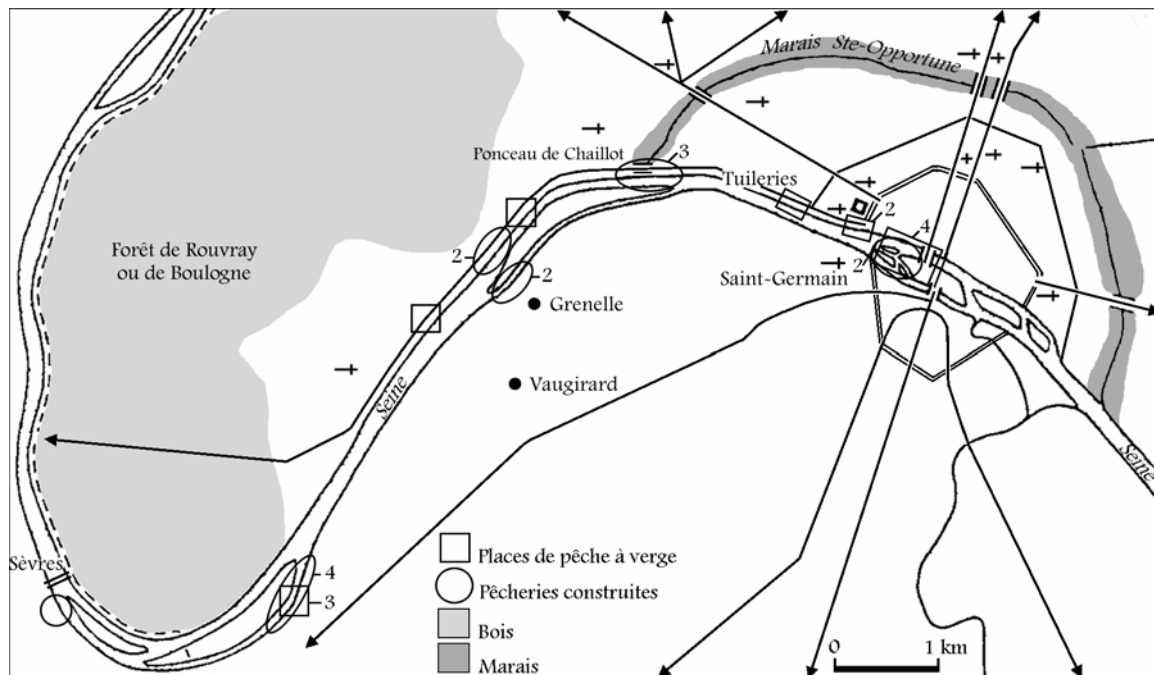 Marais Ste-Opportune
Ponceau de Chaillot
3
Tuileries
2
4
Forêt de Rouvray
ou de Boulogne
2
2
2
Saint-Germain
Grenelle
Vaugirard
Seine
Seine
Sèvres
4
3
Places de pêche à verge
Pêcheries construites
Bois
Marais
0 1 km